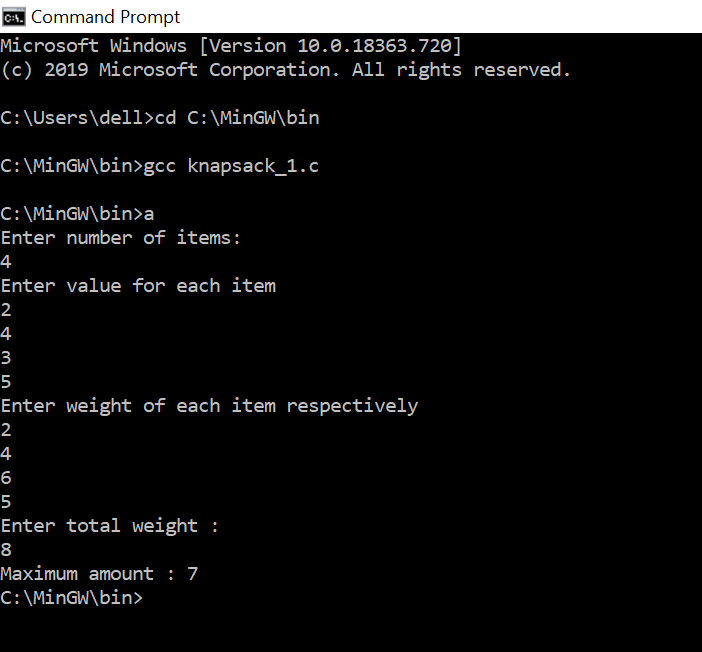 Command Prompt
Microsoft Windows [Version 10.0.18363.720]
(c) 2019 Microsoft Corporation. All rights reserved.
C:\Users\dell>cd C:\MinGW\bin
C:\MinGW\bin>gcc knapsack_1.c
C:\MinGW\bin>a
Enter number of items:
4
Enter value for each item
2
4
3
5
Enter weight of each item respectively
2
4
6
5
Enter total weight :
8
Maximum amount : 7
C:\MinGW\bin>